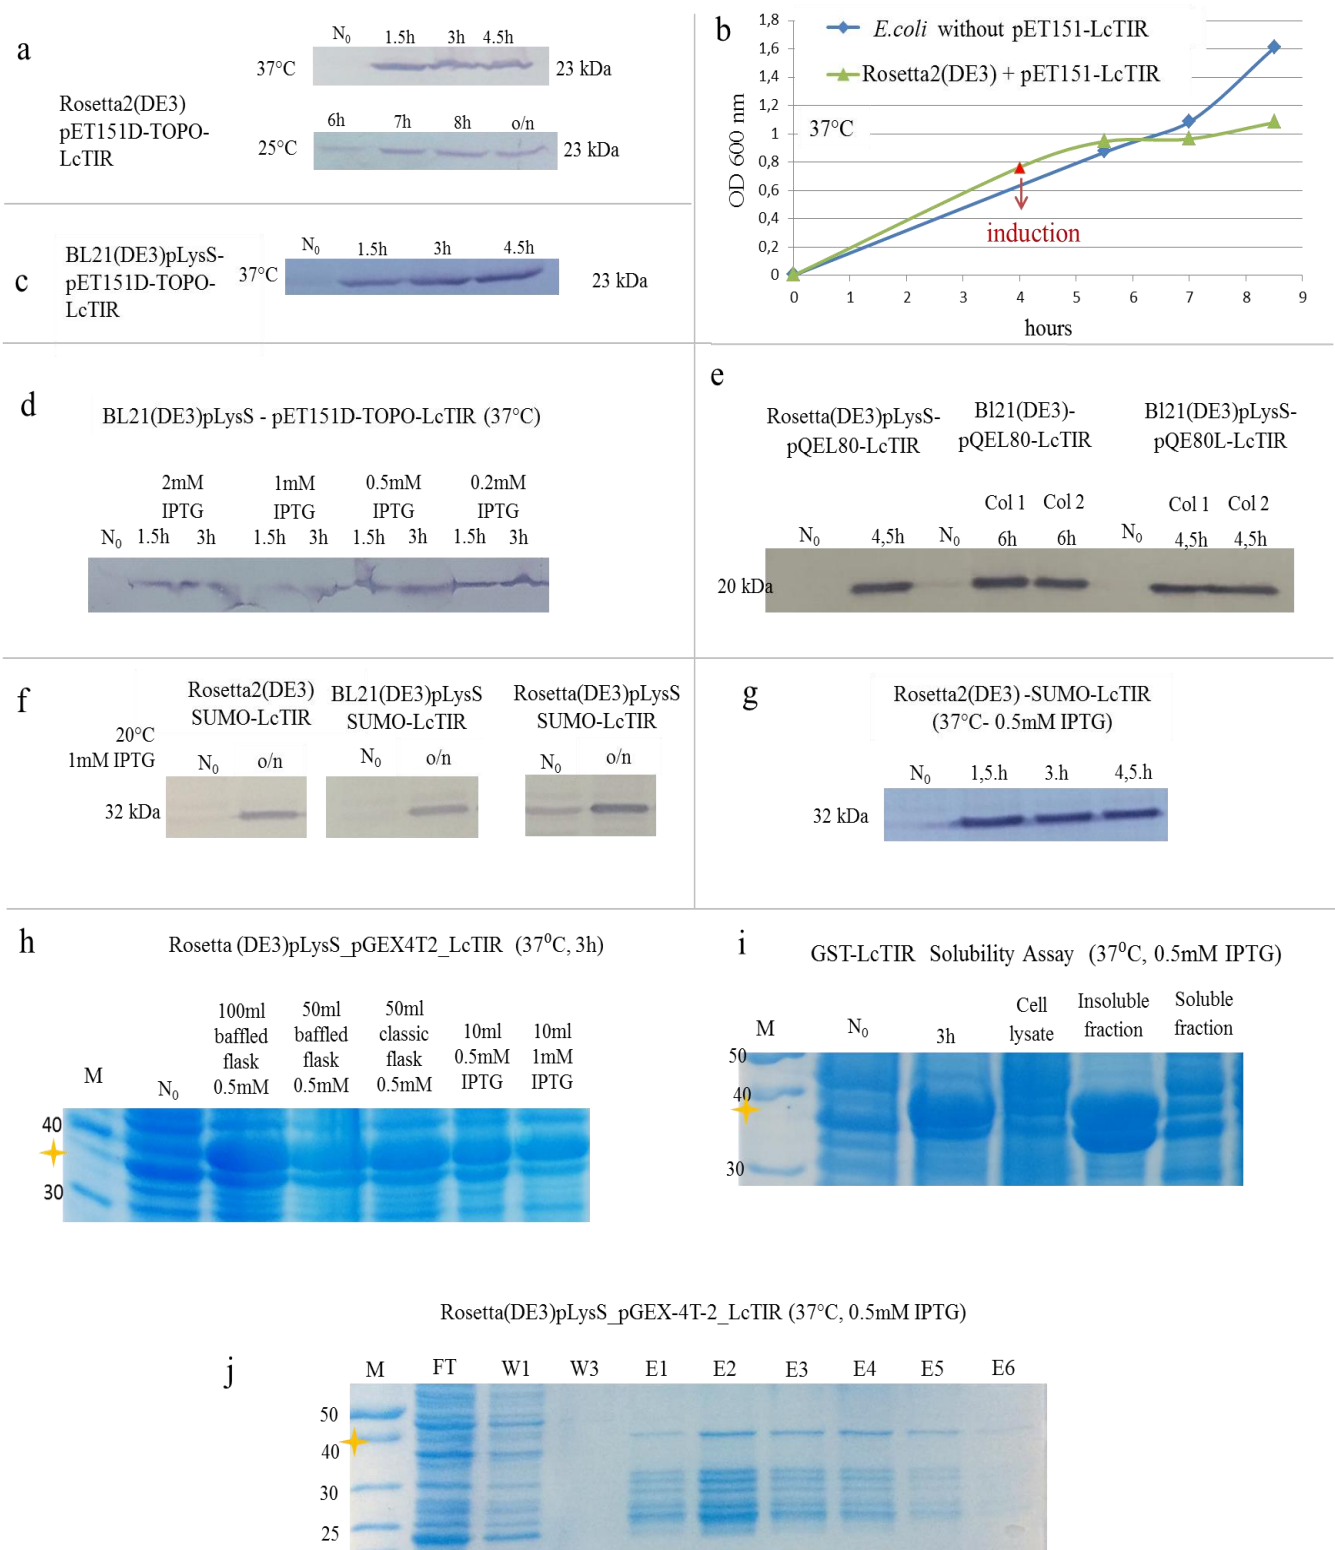 a
N0 1.5h 3h 4.5h
37°C 23 kDa
Rosetta2(DE3)
pET151D-TOPO-
LcTIR
6h 7h 8h o/n
25°C 23 kDa
b
1,8
1,6
1,4
1,2
1
0,8
0,6
0,4
0,2
0
OD 600 nm
E.coli without pET151-LcTIR
Rosetta2(DE3) + pET151-LcTIR
37°C
induction
0 1 2 3 4 5 6 7 8 9
hours
c
BL21(DE3)pLysS-
pET151D-TOPO-
LcTIR
N0 1.5h 3h 4.5h
37°C 23 kDa
d
BL21(DE3)pLysS - pET151D-TOPO-LcTIR (37°C)
2mM 1mM 0.5mM 0.2mM
IPTG IPTG IPTG IPTG
N0 1.5h 3h 1.5h 3h 1.5h 3h 1.5h 3h
e
Rosetta(DE3)pLysS-
pQEL80-LcTIR
Bl21(DE3)-
pQEL80-LcTIR
Bl21(DE3)pLysS-
pQE80L-LcTIR
Col 1 Col 2 Col 1 Col 2
N0 4,5h N0 6h 6h N0 4,5h 4,5h
20 kDa
f
Rosetta2(DE3)
SUMO-LcTIR
BL21(DE3)pLysS
SUMO-LcTIR
Rosetta(DE3)pLysS
SUMO-LcTIR
20°C
1mM IPTG
N0 o/n N0 o/n N0 o/n
32 kDa
g
Rosetta2(DE3) -SUMO-LcTIR
(37°C- 0.5mM IPTG)
N0 1,5.h 3.h 4,5.h
32 kDa
h
Rosetta (DE3)pLysS_pGEX4T2_LcTIR (37⁰C, 3h)
M
N0
100ml
baffled
flask
0.5mM
50ml
baffled
flask
0.5mM
50ml
classic
flask
0.5mM
10ml
0.5mM
IPTG
10ml
1mM
IPTG
40
30
i
GST-LcTIR Solubility Assay (37⁰C, 0.5mM IPTG)
M
N0
3h
Cell
lysate
Insoluble
fraction
Soluble
fraction
50
40
30
Rosetta(DE3)pLysS_pGEX-4T-2_LcTIR (37°C, 0.5mM IPTG)
j
M FT W1 W3 E1 E2 E3 E4 E5 E6
50
40
30
25